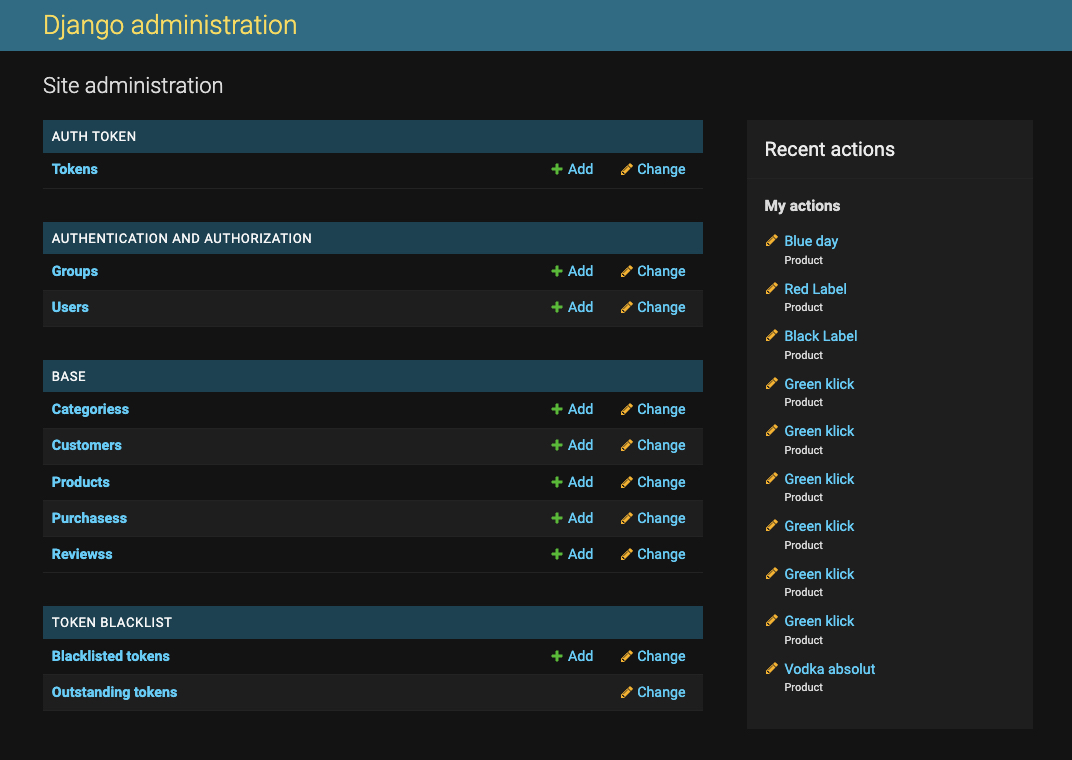 Django administration
Site administration
AUTH TOKEN
Tokens Add Change
AUTHENTICATION AND AUTHORIZATION
Groups Add Change
Users Add Change
BASE
Categoriess Add Change
Customers Add Change
Products Add Change
Purchasess Add Change
Reviewss Add Change
TOKEN BLACKLIST
Blacklisted tokens Add Change
Outstanding tokens Change
Recent actions
My actions
Blue day
Product
Red Label
Product
Black Label
Product
Green klick
Product
Green klick
Product
Green klick
Product
Green klick
Product
Green klick
Product
Green klick
Product
Vodka absolut
Product